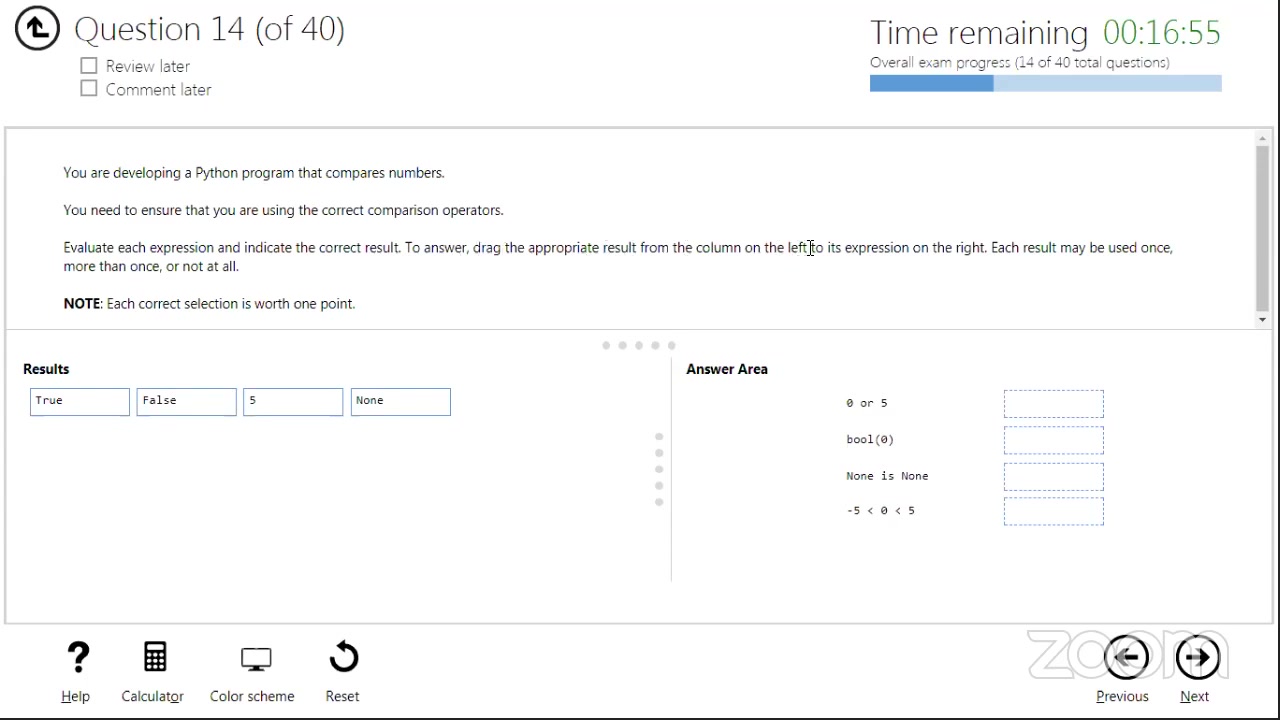 Question 14 (of 40)
Review later
Comment later
Time remaining 00:16:55
Overall exam progress (14 of 40 total questions)
You are developing a Python program that compares numbers.
You need to ensure that you are using the correct comparison operators.
Evaluate each expression and indicate the correct result. To answer, drag the appropriate result from the column on the left to its expression on the right. Each result may be used once,
more than once, or not at all.
NOTE: Each correct selection is worth one point.
Results
True False 5 None
Answer Area
0 or 5
bool(0)
None is None
-5 < 0 < 5
zoom
Help Calculator Color scheme Reset Previous Next